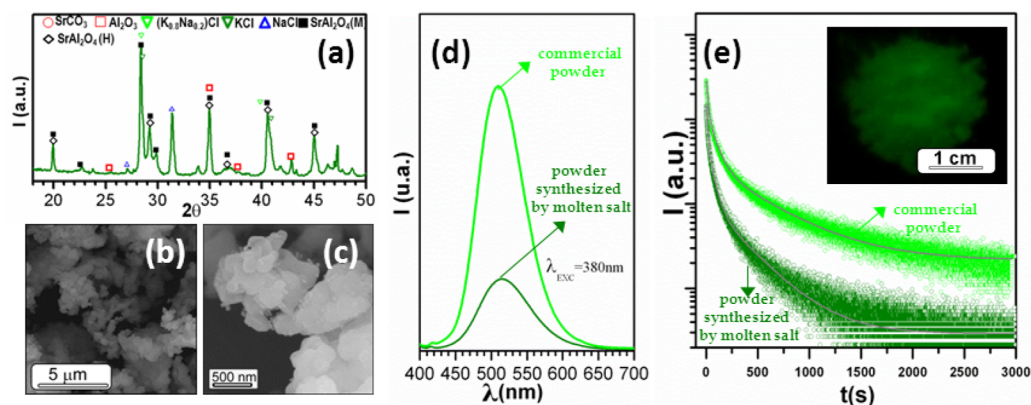 SrCO₃ Al₂O₃ (K₀.₈Na₀.₂)Cl KCl NaCl SrAl₂O₄(M)
SrAl₂O₄(H)
(a)
I (a.u.)
20 25 30 35 40 45 50
2θ
(b)
5 μm
(c)
500 nm
(d)
commercial
powder
powder
synthesized
by molten salt
λEXC=380nm
I (u.a.)
400 450 500 550 600 650 700
λ(nm)
(e)
1 cm
commercial
powder
powder
synthesized
by molten salt
I (a.u.)
0 500 1000 1500 2000 2500 3000
t(s)